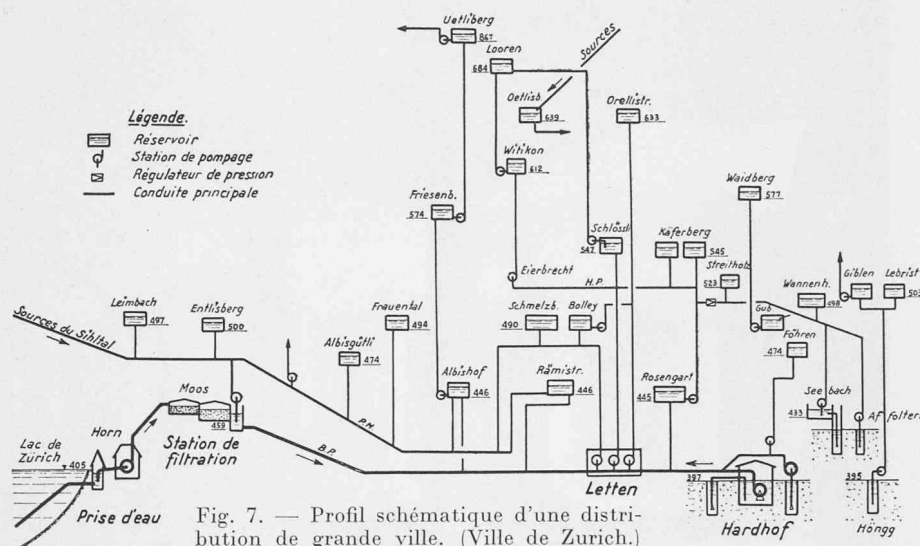 Uetliberg
867
Looren
684
Sources
Oetlisb.
639
Orellistr.
633
Légende.
Réservoir
Station de pompage
Régulateur de pression
Conduite principale
Witikon
612
Waidberg
577
Friesenb.
574
Schlössli
547
Käferberg
545
Streitholz
523
Eierbrecht
H.P.
Wannenh.
498
Giblen
Lebrist
503
Sources du Sihltal
Leimbach
497
Entlisberg
500
Frauental
494
Albisgütli
474
Schmelzb.
490
Bolley
Gub
Föhren
474
Albishof
446
Rämistr.
446
Rosengart
445
Seebach
433
Affoltern
Moos
459
Station de
filtration
P.M.
B.P.
Horn
Lac de
Zürich
405
Prise d'eau
Letten
397
Hardhof
395
Höngg
Fig. 7. — Profil schématique d'une distri-
bution de grande ville. (Ville de Zurich.)